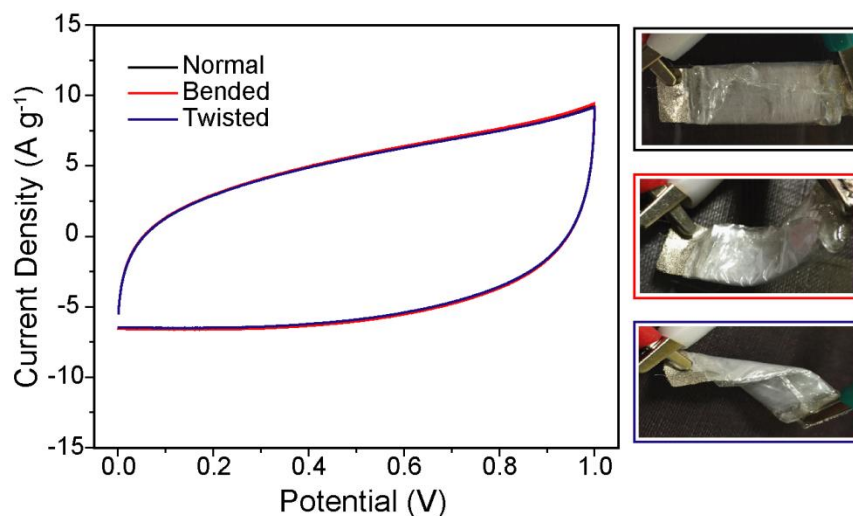 15
10
5
0
-5
-10
-15
Current Density (A g⁻¹)
Normal
Bended
Twisted
0.0 0.2 0.4 0.6 0.8 1.0
Potential (V)